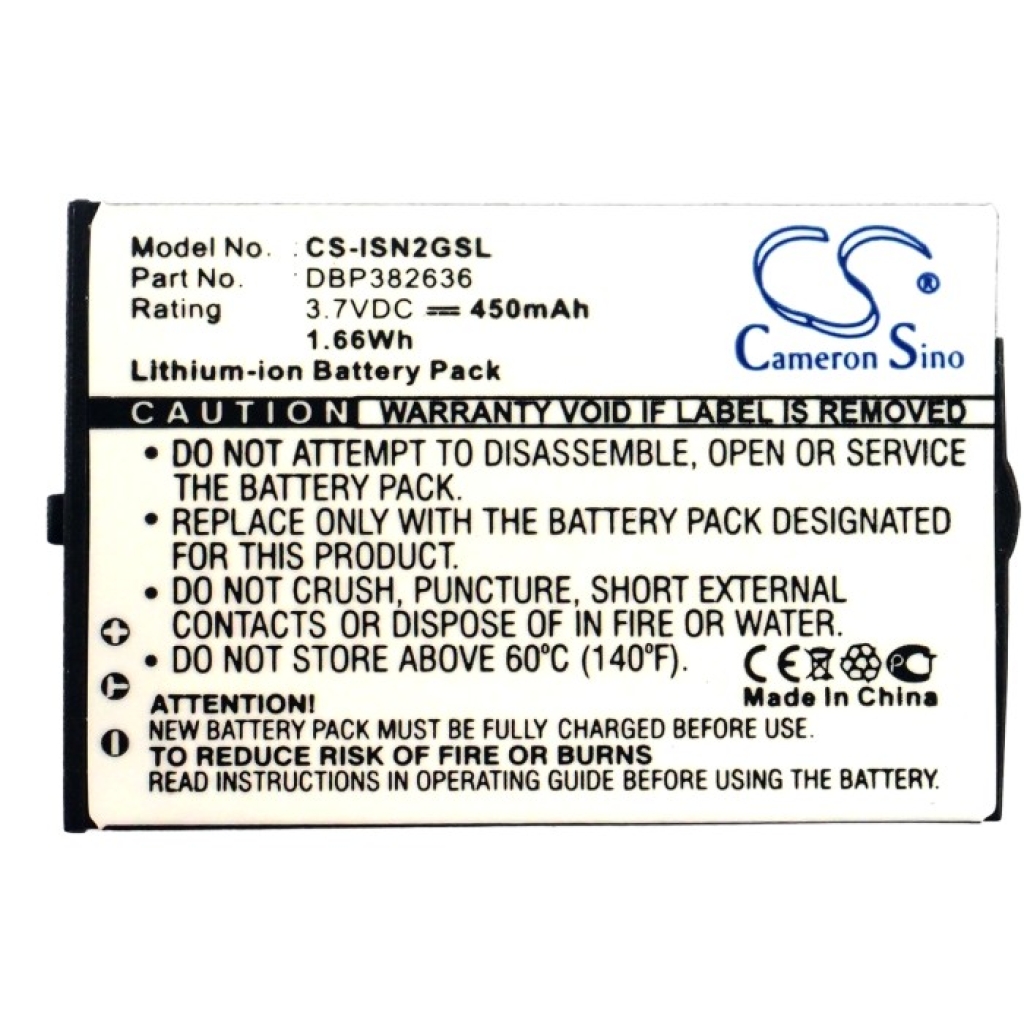 Model No. : CS-ISN2GSL
Part No. : DBP382636
Rating : 3.7VDC ⎓ 450mAh
1.66Wh
Lithium-ion Battery Pack
CS®
Cameron Sino
CAUTION WARRANTY VOID IF LABEL IS REMOVED
• DO NOT ATTEMPT TO DISASSEMBLE, OPEN OR SERVICE
THE BATTERY PACK.
• REPLACE ONLY WITH THE BATTERY PACK DESIGNATED
FOR THIS PRODUCT.
• DO NOT CRUSH, PUNCTURE, SHORT EXTERNAL
CONTACTS OR DISPOSE OF IN FIRE OR WATER.
• DO NOT STORE ABOVE 60°C (140°F).
CE PC
Made In China
+
T
−
ATTENTION!
NEW BATTERY PACK MUST BE FULLY CHARGED BEFORE USE.
TO REDUCE RISK OF FIRE OR BURNS
READ INSTRUCTIONS IN OPERATING GUIDE BEFORE USING THE BATTERY.